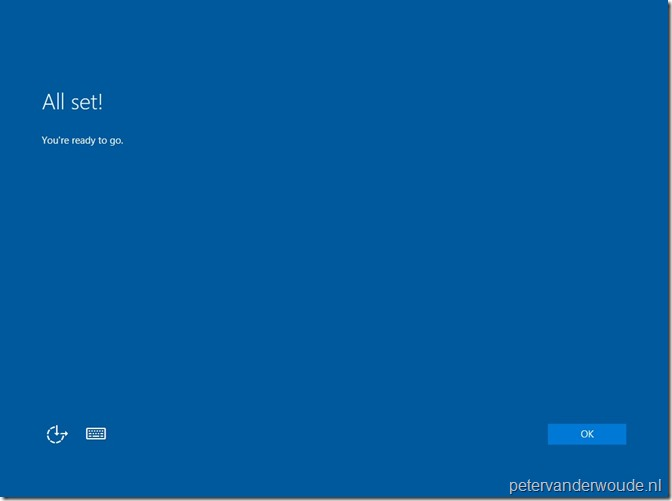 All set!
You're ready to go.
OK
petervanderwoude.nl